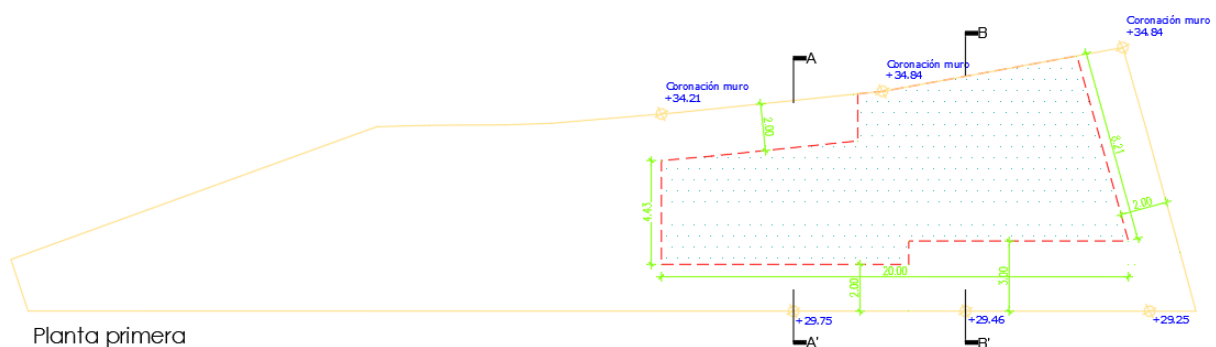 Coronación muro
+34.84
B
A
Coronación muro
+34.84
Coronación muro
+34.21
2.00
8.21
4.43
2.00
20.00
2.00
3.00
+29.75
+29.46
+29.25
Planta primera
A'
B'